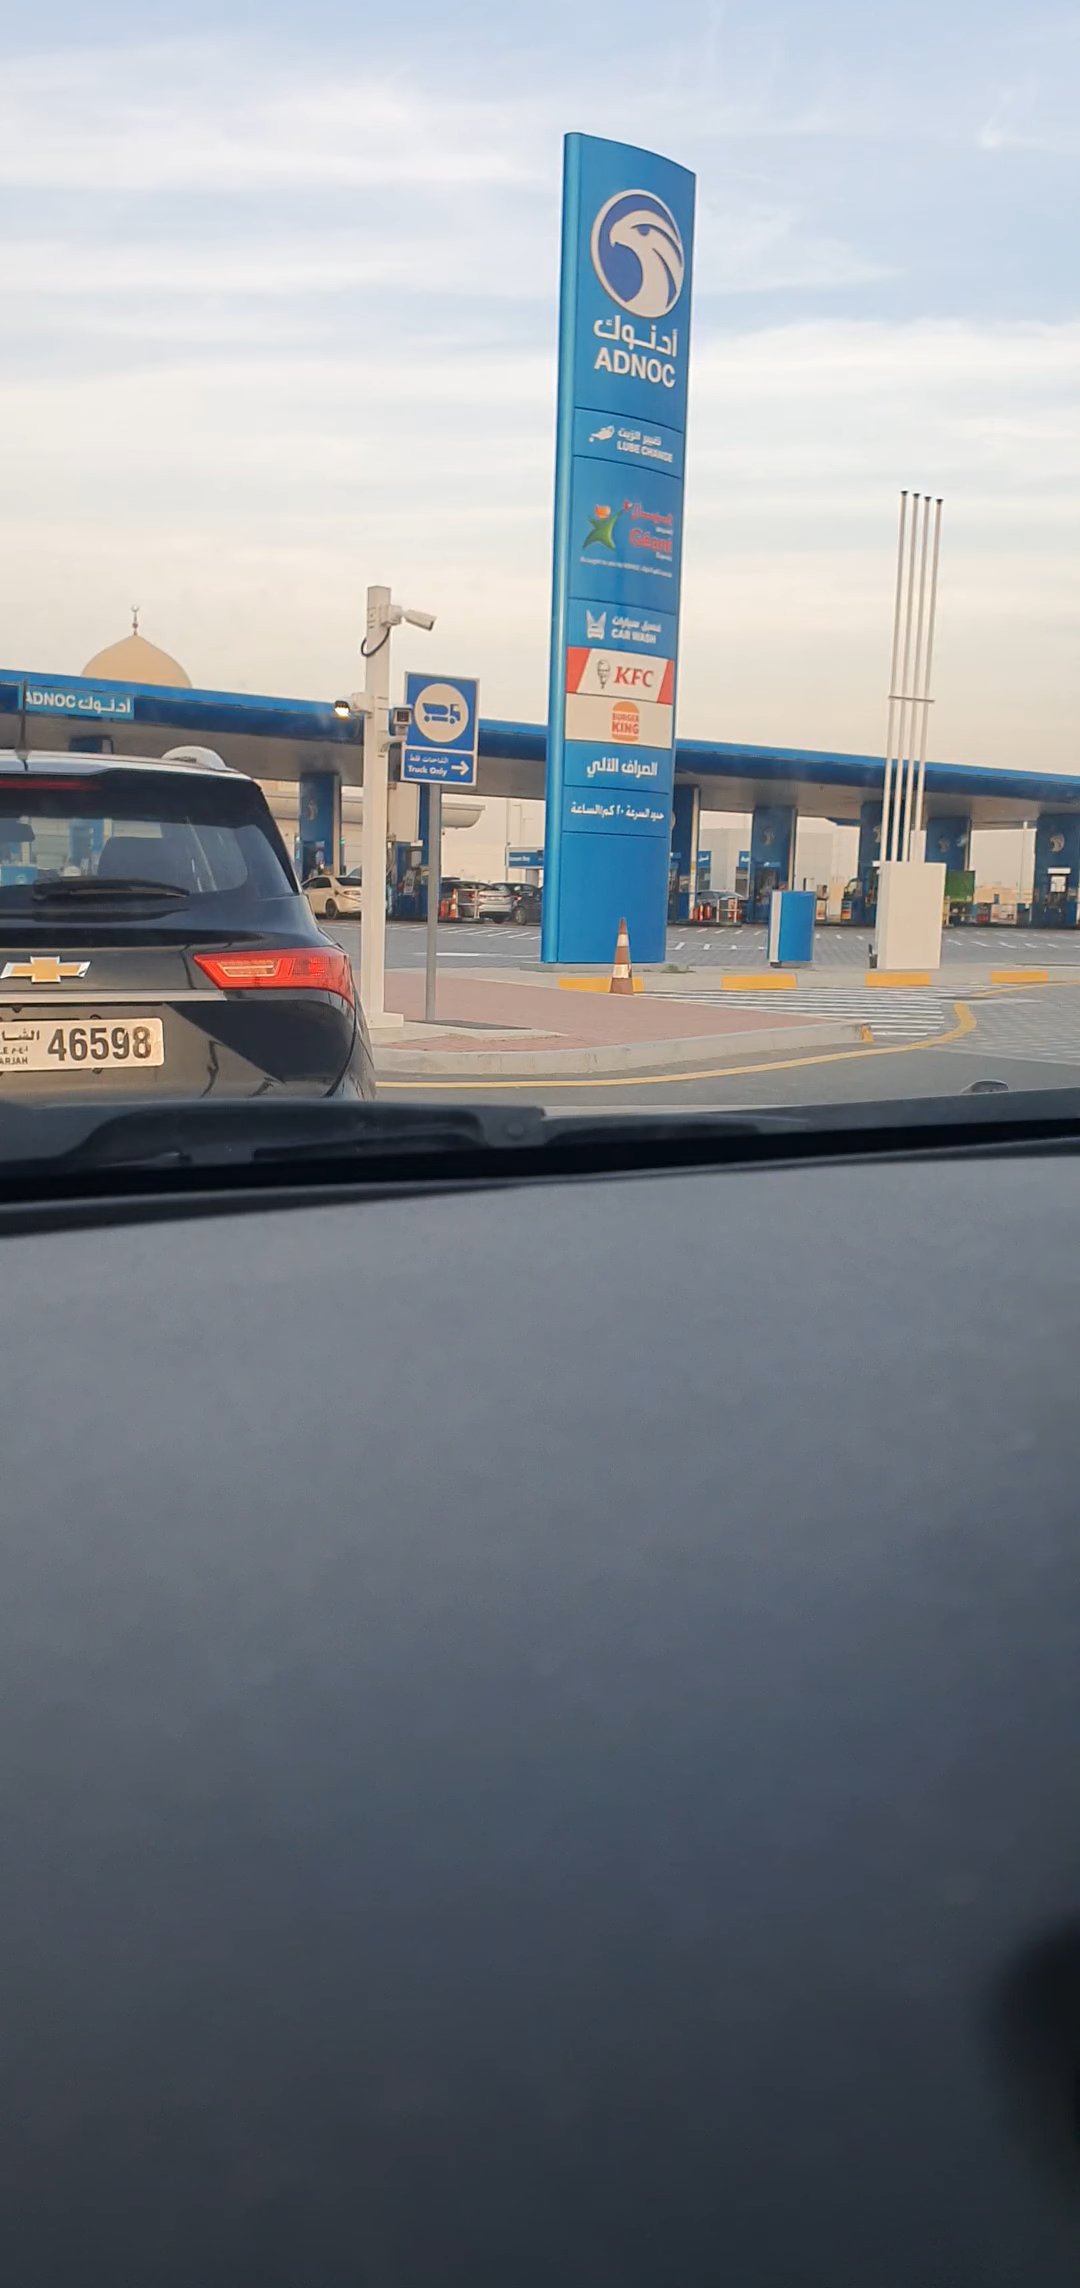 أدنوك
ADNOC
تغيير الزيت
LUBE CHANGE
Géant
غسيل سيارات
CAR WASH
KFC
BURGER
KING
الصراف الآلي
حدود السرعة ٢٠ كم/الساعة
ADNOC أدنوك
الشاحنات فقط
Truck Only
46598